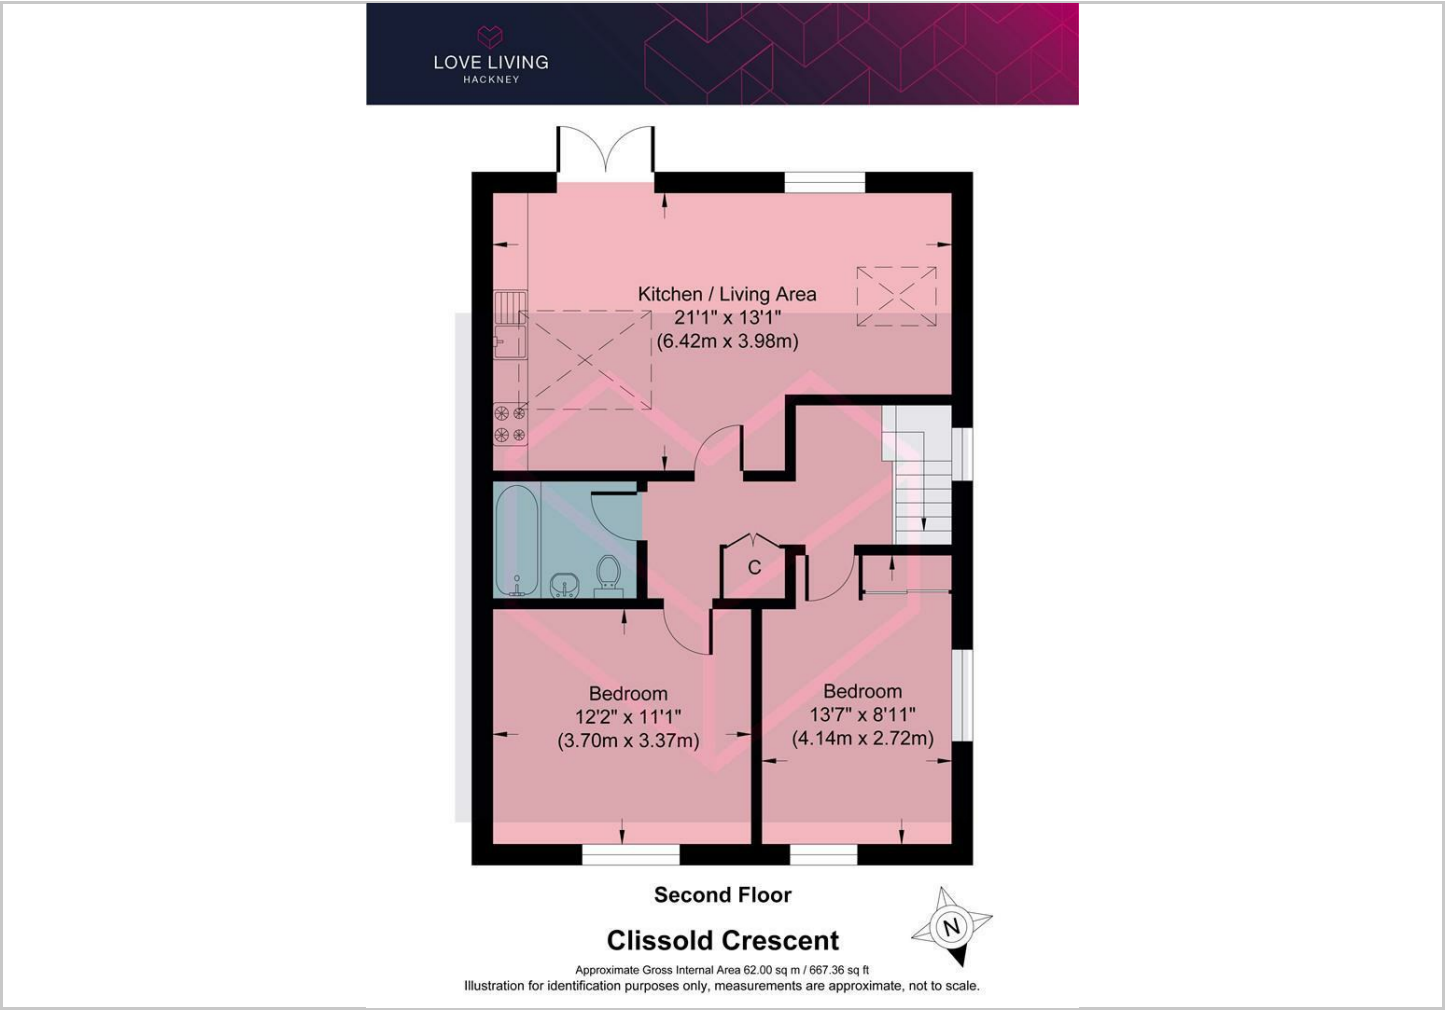 LOVE LIVING
HACKNEY
Kitchen / Living Area
21'1" x 13'1"
(6.42m x 3.98m)
C
Bedroom
12'2" x 11'1"
(3.70m x 3.37m)
Bedroom
13'7" x 8'11"
(4.14m x 2.72m)
Second Floor
N
Clissold Crescent
Approximate Gross Internal Area 62.00 sq m / 667.36 sq ft
Illustration for identification purposes only, measurements are approximate, not to scale.